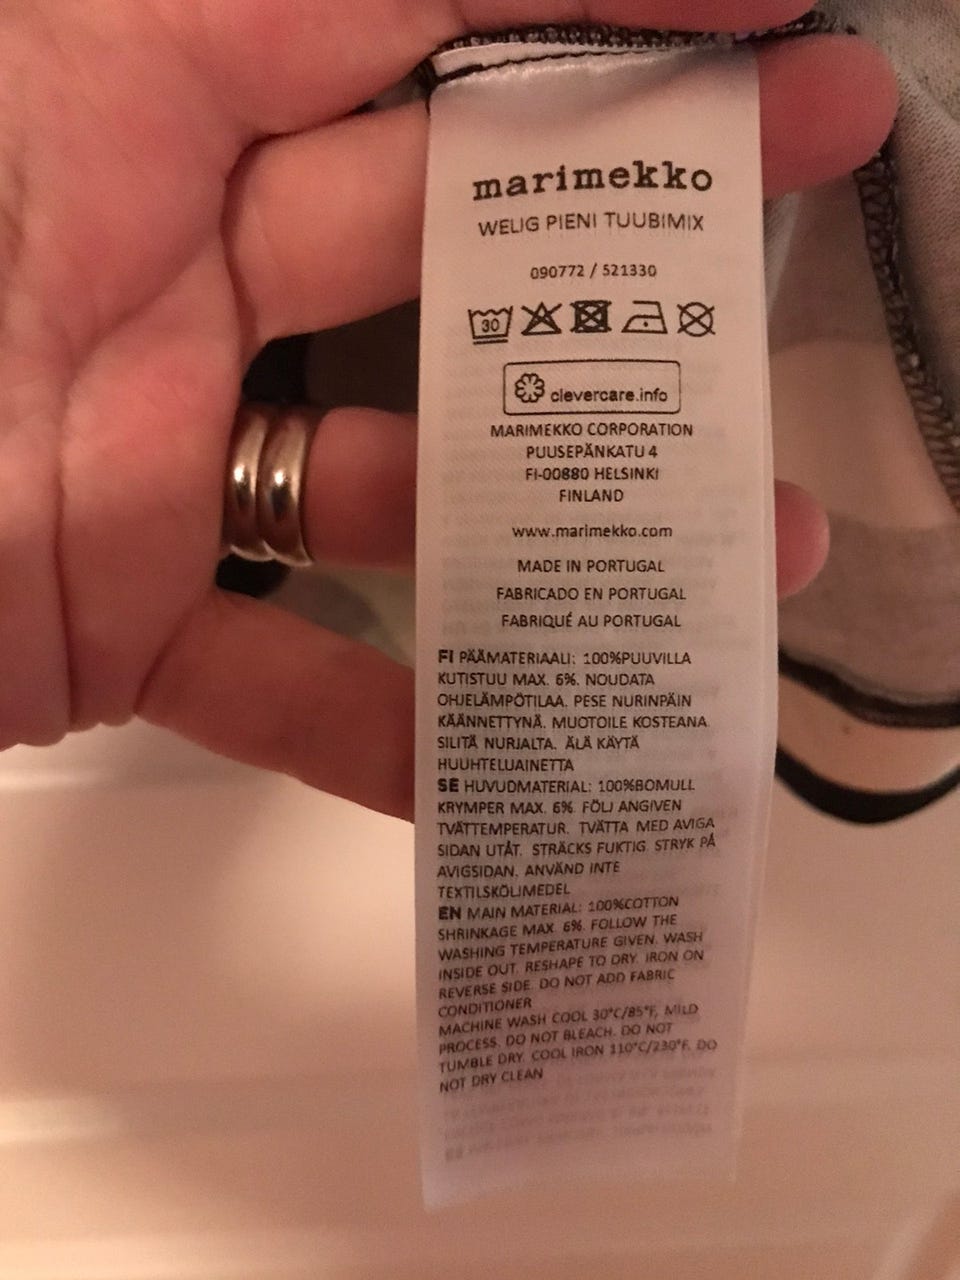 marimekko
WELIG PIENI TUUBIMIX
090772 / 521330
30
clevercare.info
MARIMEKKO CORPORATION
PUUSEPÄNKATU 4
FI-00880 HELSINKI
FINLAND
www.marimekko.com
MADE IN PORTUGAL
FABRICADO EN PORTUGAL
FABRIQUÉ AU PORTUGAL
FI PÄÄMATERIAALI: 100%PUUVILLA
KUTISTUU MAX. 6%. NOUDATA
OHJELÄMPÖTILAA. PESE NURINPÄIN
KÄÄNNETTYNÄ. MUOTOILE KOSTEANA.
SILITÄ NURJALTA. ÄLÄ KÄYTÄ
HUUHTELUAINETTA
SE HUVUDMATERIAL: 100%BOMULL
KRYMPER MAX. 6%. FÖLJ ANGIVEN
TVÄTTEMPERATUR. TVÄTTA MED AVIGA
SIDAN UTÅT. STRÄCKS FUKTIG. STRYK PÅ
AVIGSIDAN. ANVÄND INTE
TEXTILSKÖLJMEDEL
EN MAIN MATERIAL: 100%COTTON
SHRINKAGE MAX. 6%. FOLLOW THE
WASHING TEMPERATURE GIVEN. WASH
INSIDE OUT. RESHAPE TO DRY. IRON ON
REVERSE SIDE. DO NOT ADD FABRIC
CONDITIONER
MACHINE WASH COOL 30°C/85°F, MILD
PROCESS. DO NOT BLEACH. DO NOT
TUMBLE DRY. COOL IRON 110°C/230°F. DO
NOT DRY CLEAN